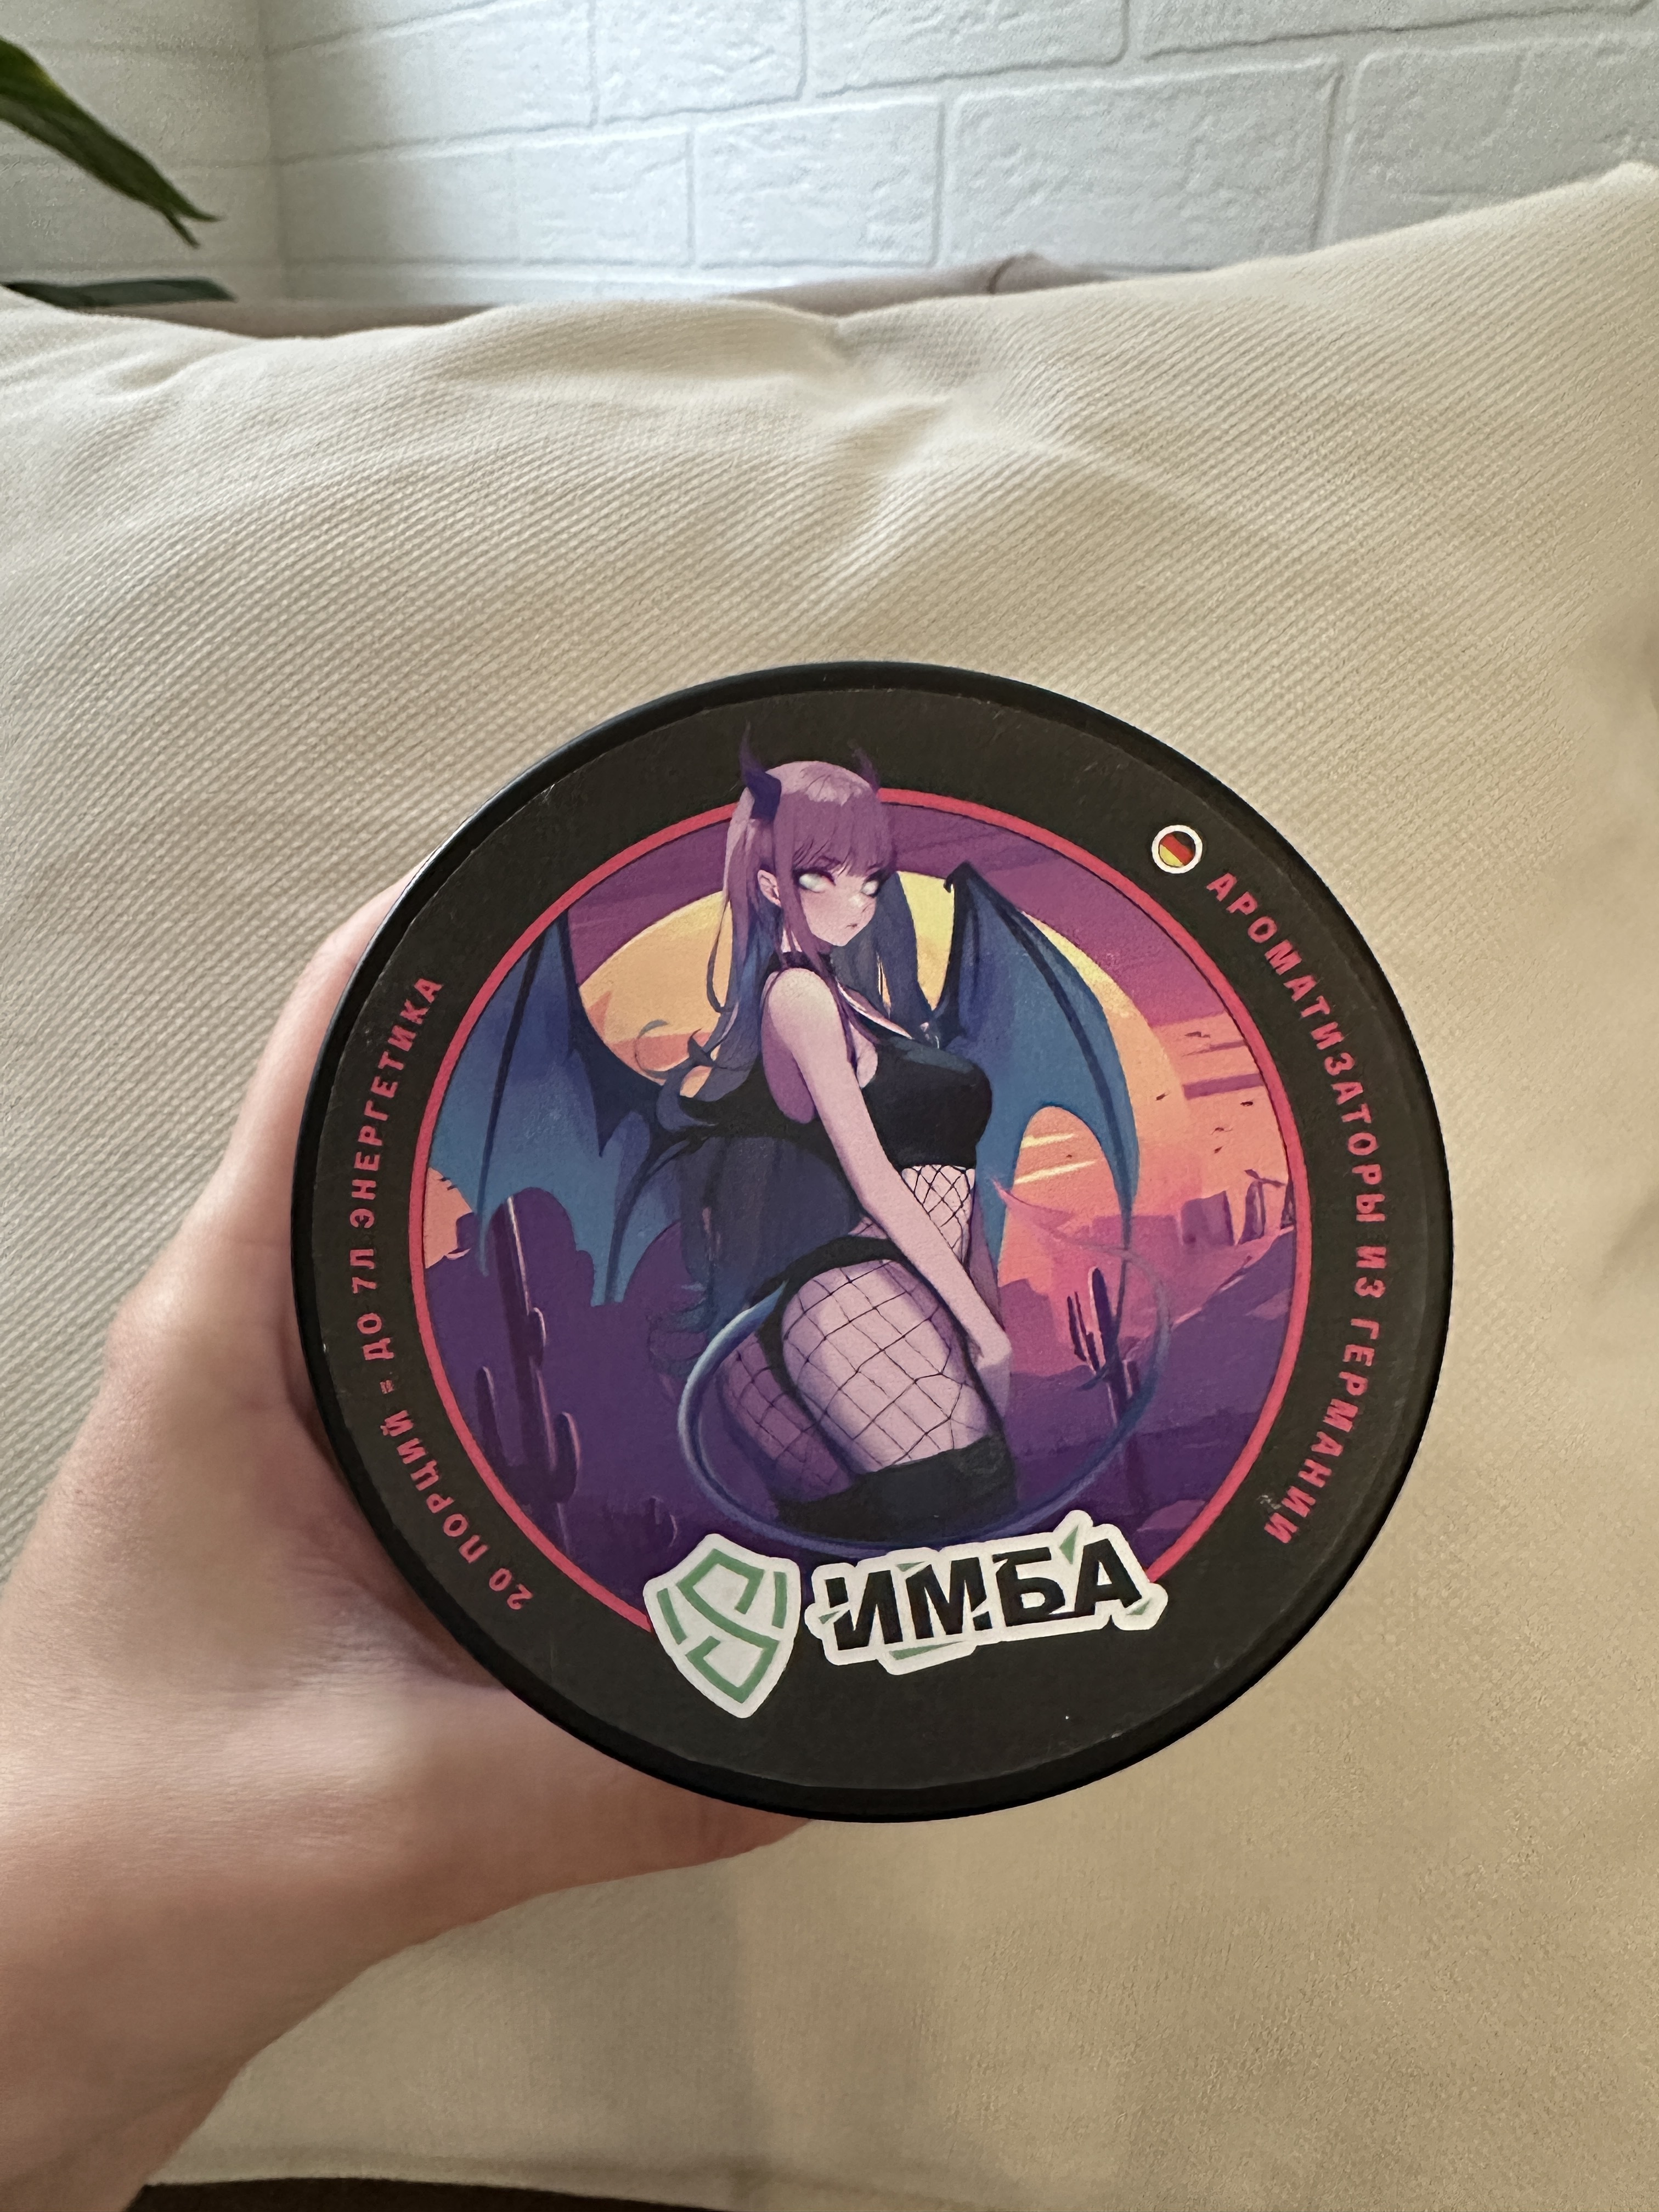 20 ПОРЦИЙ = ДО 7Л ЭНЕРГЕТИКА
АРОМАТИЗАТОРЫ ИЗ ГЕРМАНИИ
ИМБА